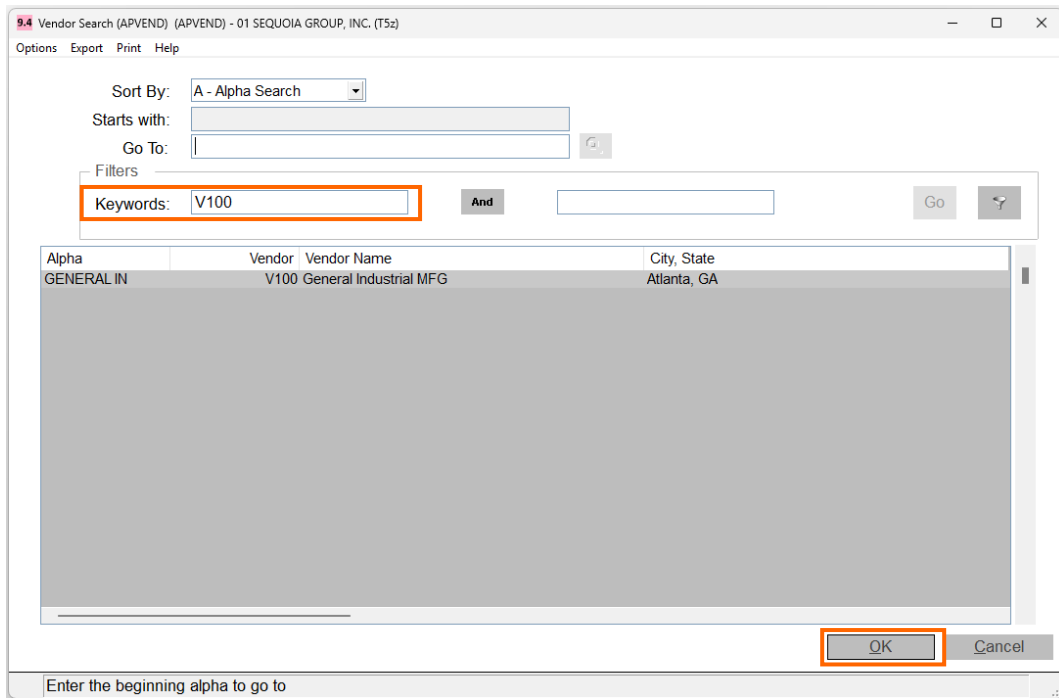 9.4 Vendor Search (APVEND) (APVEND) - 01 SEQUOIA GROUP, INC. (T5z)
Options Export Print Help
Sort By: A - Alpha Search
Starts with:
Go To:
Filters
Keywords: V100 And Go
Alpha Vendor Vendor Name City, State
GENERAL IN V100 General Industrial MFG Atlanta, GA
OK Cancel
Enter the beginning alpha to go to